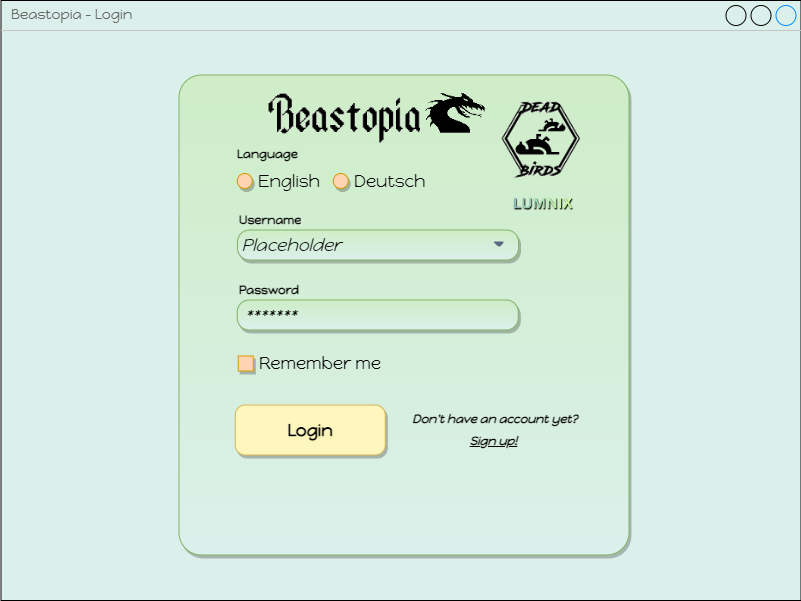 Beastopia - Login
Beastopia
DEAD
BIRDS
Language
English Deutsch
LUMNIX
Username
Placeholder
Password
*******
Remember me
Login
Don't have an account yet?
Sign up!